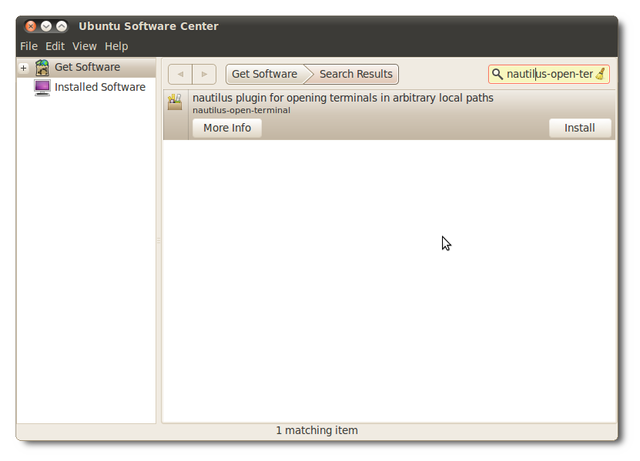 Ubuntu Software Center
File Edit View Help
Get Software
Installed Software
Get Software Search Results
nautilus-open-ter
nautilus plugin for opening terminals in arbitrary local paths
nautilus-open-terminal
More Info Install
1 matching item